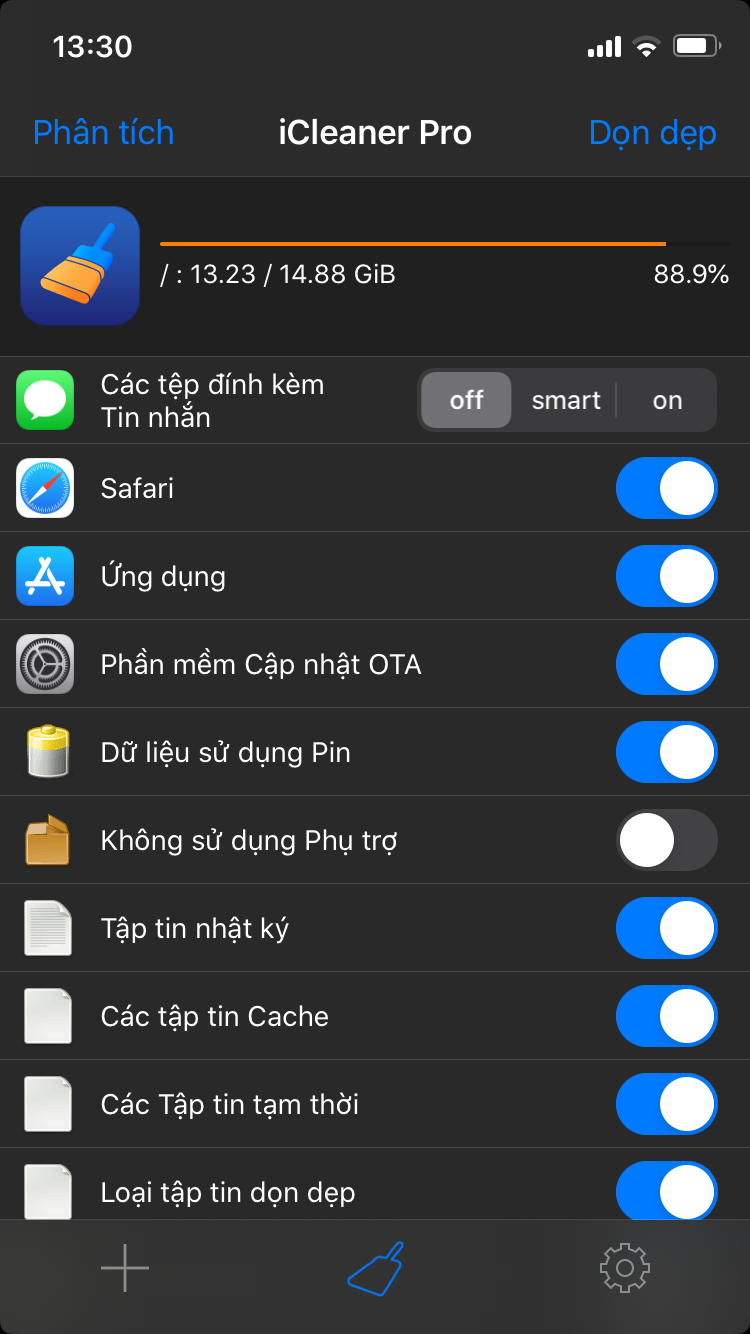 13:30
Phân tích iCleaner Pro Dọn dẹp
/ : 13.23 / 14.88 GiB 88.9%
Các tệp đính kèm
Tin nhắn
off smart on
Safari
Ứng dụng
Phần mềm Cập nhật OTA
Dữ liệu sử dụng Pin
Không sử dụng Phụ trợ
Tập tin nhật ký
Các tập tin Cache
Các Tập tin tạm thời
Loại tập tin dọn dẹp